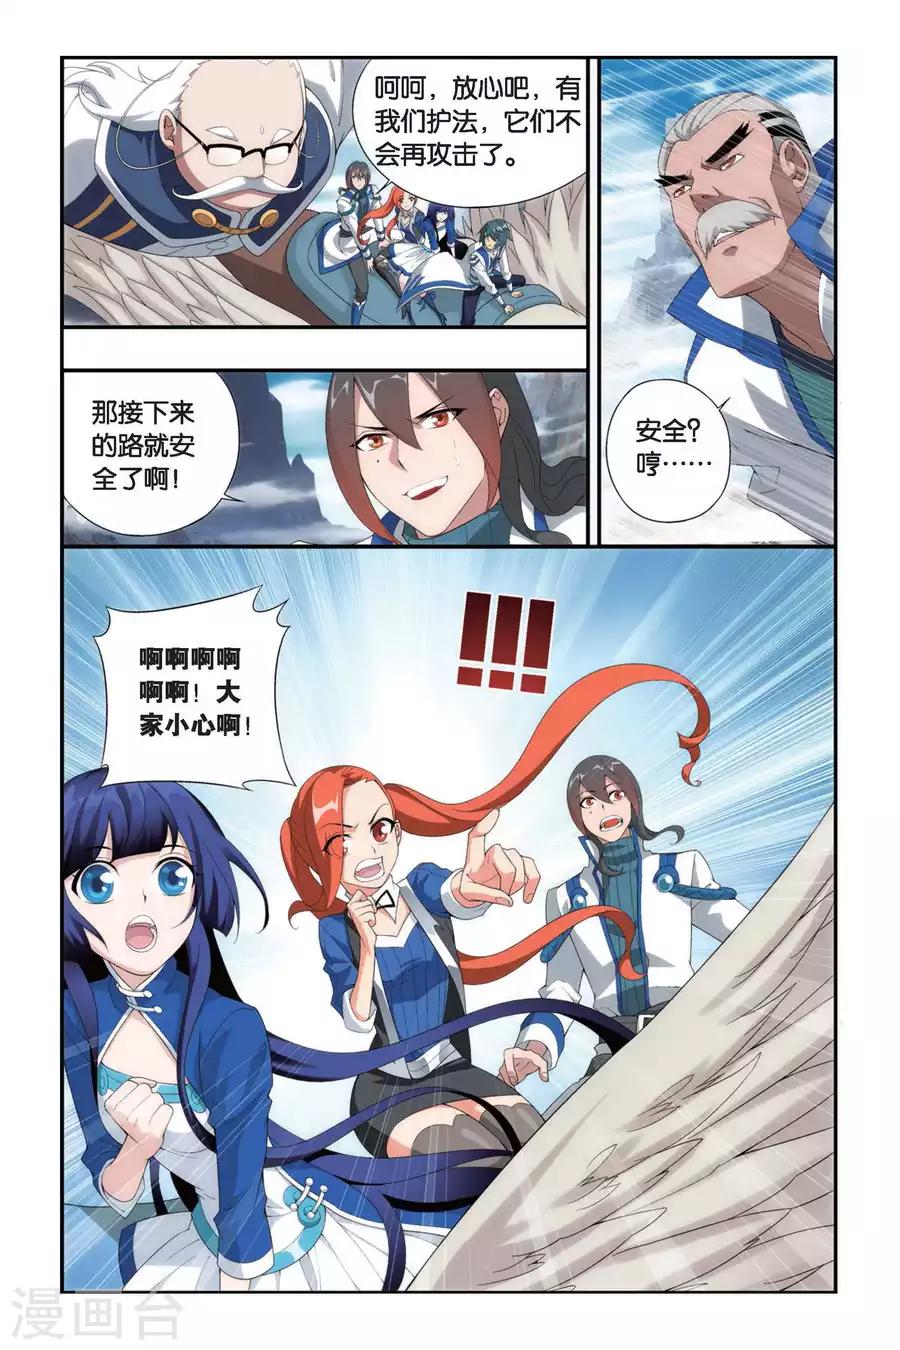 呵呵，放心吧，有
我们护法，它们不
会再攻击了。
安全？
哼……
那接下来
的路就安
全了啊！
!!!
啊啊啊啊
啊啊！大
家小心啊！
漫画台